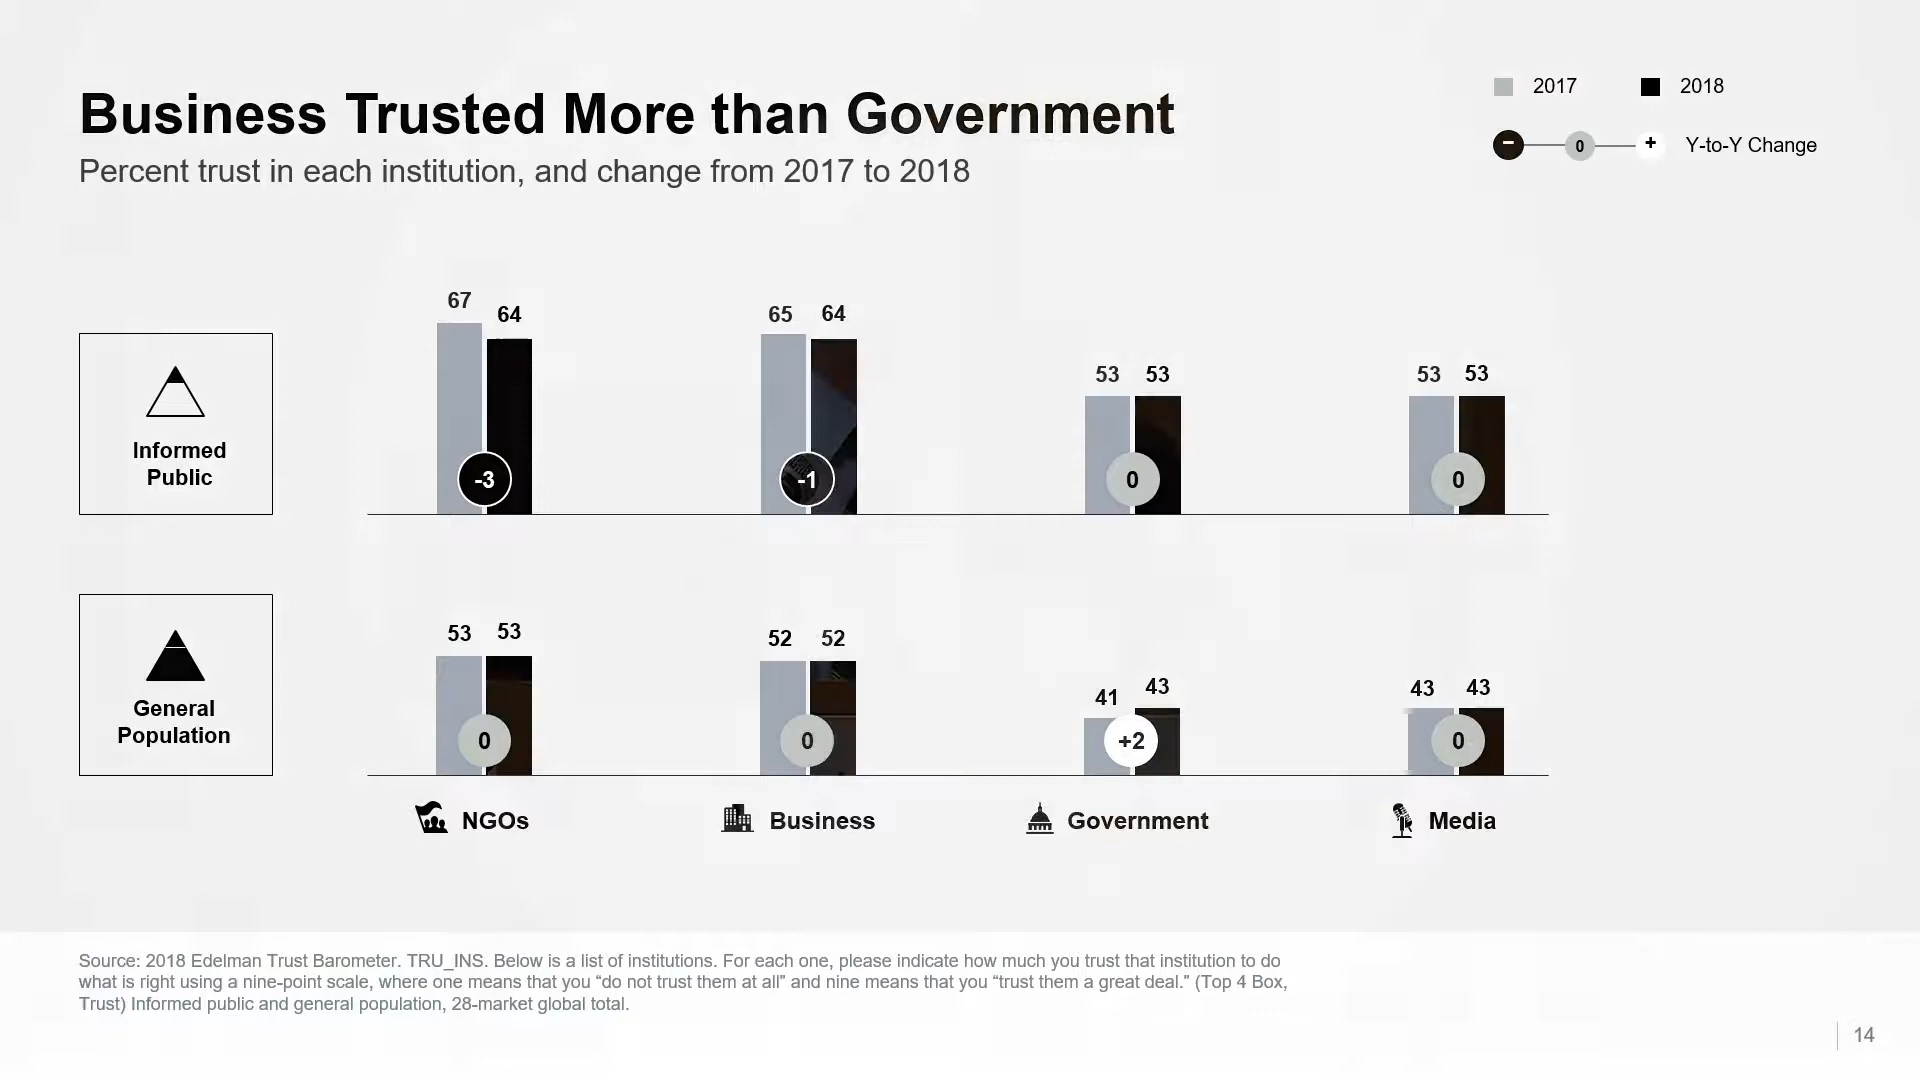 Business Trusted More than Government
Percent trust in each institution, and change from 2017 to 2018
2017 2018
− 0 + Y-to-Y Change
Informed
Public
67 64
65 64
53 53
53 53
-3
-1
0
0
General
Population
53 53
52 52
41 43
43 43
0
0
+2
0
NGOs
Business
Government
Media
Source: 2018 Edelman Trust Barometer. TRU_INS. Below is a list of institutions. For each one, please indicate how much you trust that institution to do
what is right using a nine-point scale, where one means that you “do not trust them at all” and nine means that you “trust them a great deal.” (Top 4 Box,
Trust) Informed public and general population, 28-market global total.
14